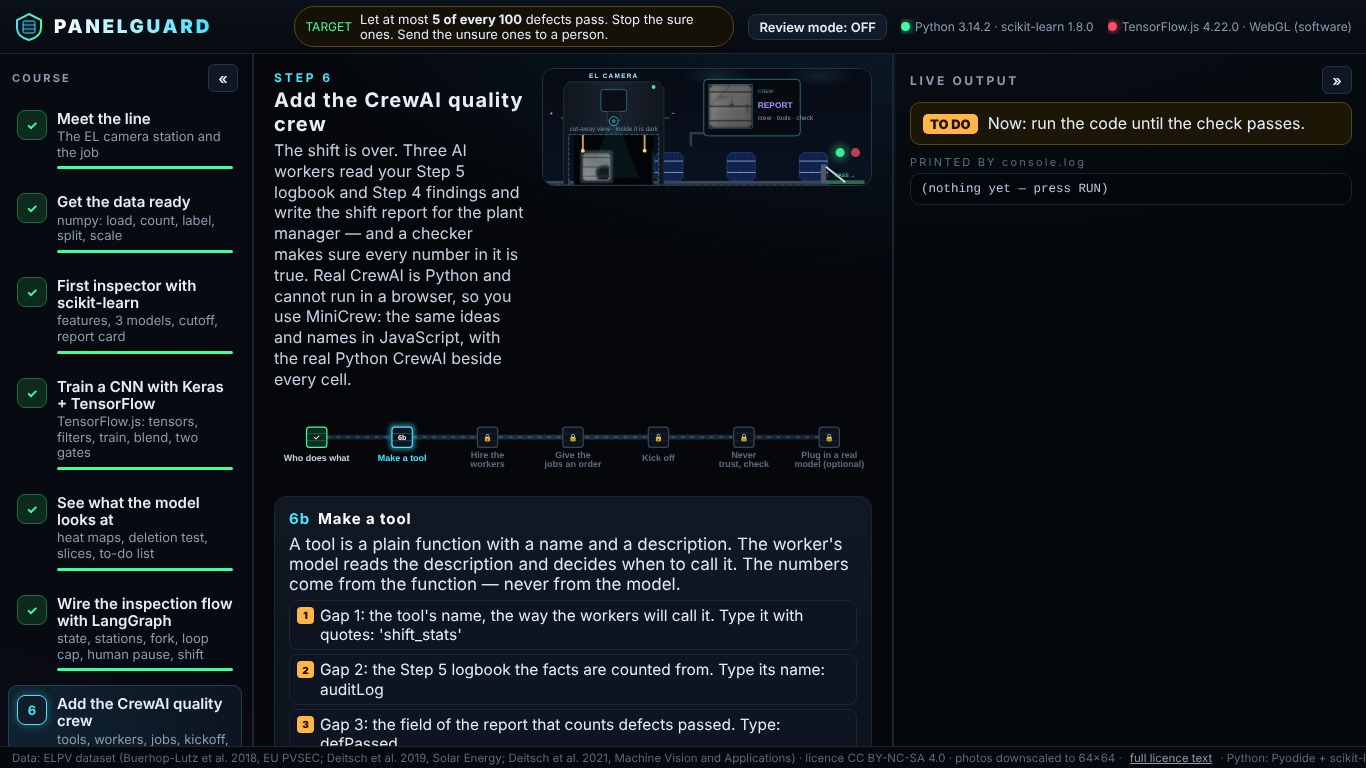 PANELGUARD
TARGET
Let at most 5 of every 100 defects pass. Stop the sure
ones. Send the unsure ones to a person.
Review mode: OFF
Python 3.14.2 · scikit-learn 1.8.0
TensorFlow.js 4.22.0 · WebGL (software)
COURSE
«
Meet the line
The EL camera station and
the job
Get the data ready
numpy: load, count, label,
split, scale
First inspector with
scikit-learn
features, 3 models, cutoff,
report card
Train a CNN with Keras
+ TensorFlow
TensorFlow.js: tensors,
filters, train, blend, two
gates
See what the model
looks at
heat maps, deletion test,
slices, to-do list
Wire the inspection flow
with LangGraph
state, stations, fork, loop
cap, human pause, shift
6
Add the CrewAI quality
crew
tools, workers, jobs, kickoff,
STEP 6
Add the CrewAI quality
crew
The shift is over. Three AI
workers read your Step 5
logbook and Step 4 findings and
write the shift report for the plant
manager — and a checker
makes sure every number in it is
true. Real CrewAI is Python and
cannot run in a browser, so you
use MiniCrew: the same ideas
and names in JavaScript, with
the real Python CrewAI beside
every cell.
EL CAMERA
cut-away view · inside it is dark
CREW
REPORT
crew · tools · check
Who does what
6b
Make a tool
Hire the
workers
Give the
jobs an order
Kick off
Never
trust, check
Plug in a real
model (optional)
6b Make a tool
A tool is a plain function with a name and a description. The worker's
model reads the description and decides when to call it. The numbers
come from the function — never from the model.
1 Gap 1: the tool's name, the way the workers will call it. Type it with
quotes: 'shift_stats'
2 Gap 2: the Step 5 logbook the facts are counted from. Type its name:
auditLog
3 Gap 3: the field of the report that counts defects passed. Type:
defPassed
LIVE OUTPUT
»
TO DO Now: run the code until the check passes.
PRINTED BY console.log
(nothing yet — press RUN)
Data: ELPV dataset (Buerhop-Lutz et al. 2018, EU PVSEC; Deitsch et al. 2019, Solar Energy; Deitsch et al. 2021, Machine Vision and Applications) · licence CC BY-NC-SA 4.0 · photos downscaled to 64×64 · full licence text · Python: Pyodide + scikit-